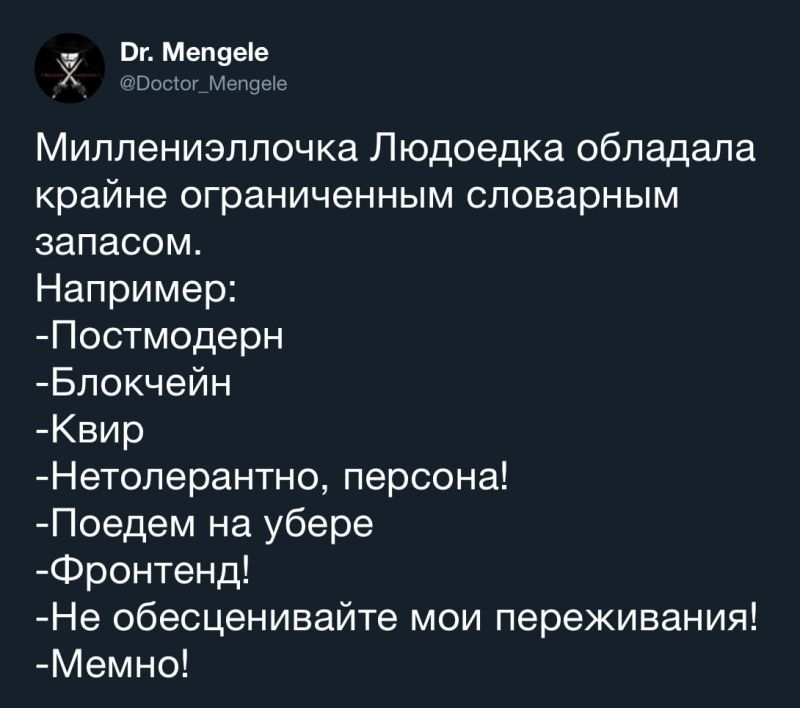 Dr. Mengele
@Doctor_Mengele
Миллениэллочка Людоедка обладала
крайне ограниченным словарным
запасом.
Например:
-Постмодерн
-Блокчейн
-Квир
-Нетолерантно, персона!
-Поедем на убере
-Фронтенд!
-Не обесценивайте мои переживания!
-Мемно!